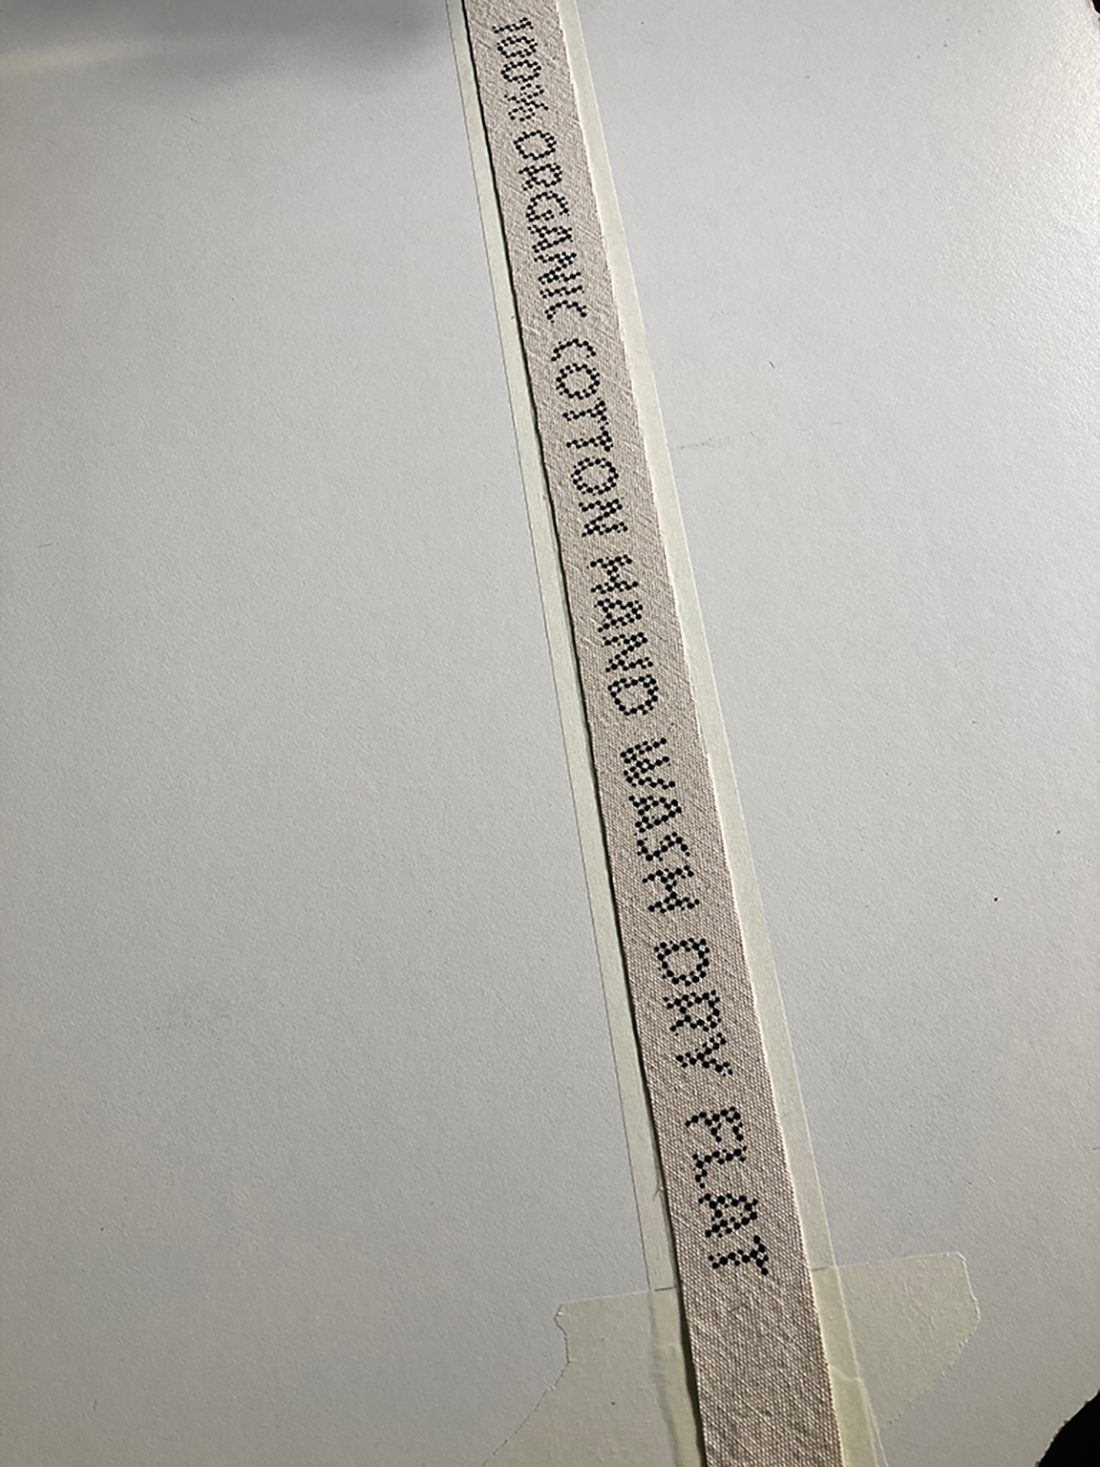 100% ORGANIC COTTON HAND WASH DRY FLAT